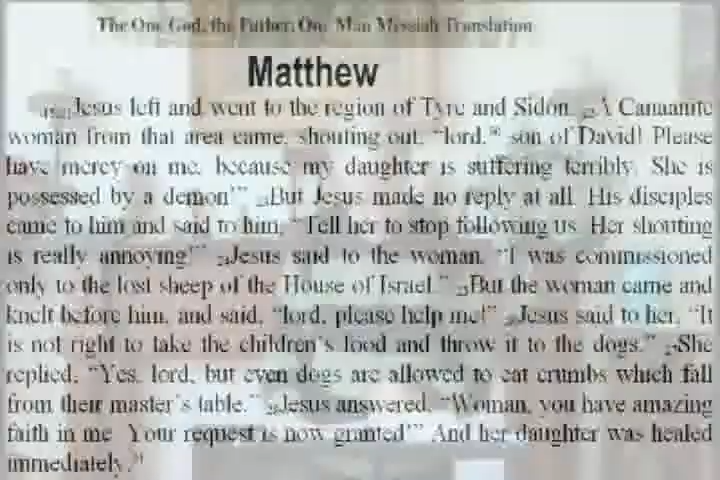 The One God, the Father, One Man Messiah Translation
Matthew
Jesus left and went to the region of Tyre and Sidon. 22A Canaanite
woman from that area came, shouting out, “lord, son of David! Please
have mercy on me, because my daughter is suffering terribly. She is
possessed by a demon!” 23But Jesus made no reply at all. His disciples
came to him and said to him, “Tell her to stop following us. Her shouting
is really annoying!” 24Jesus said to the woman, “I was commissioned
only to the lost sheep of the House of Israel.” 25But the woman came and
knelt before him, and said, “lord, please help me!” 26Jesus said to her, “It
is not right to take the children’s food and throw it to the dogs.” 27She
replied, “Yes, lord, but even dogs are allowed to eat crumbs which fall
from their master’s table.” 28Jesus answered, “Woman, you have amazing
faith in me. Your request is now granted!” And her daughter was healed
immediately.